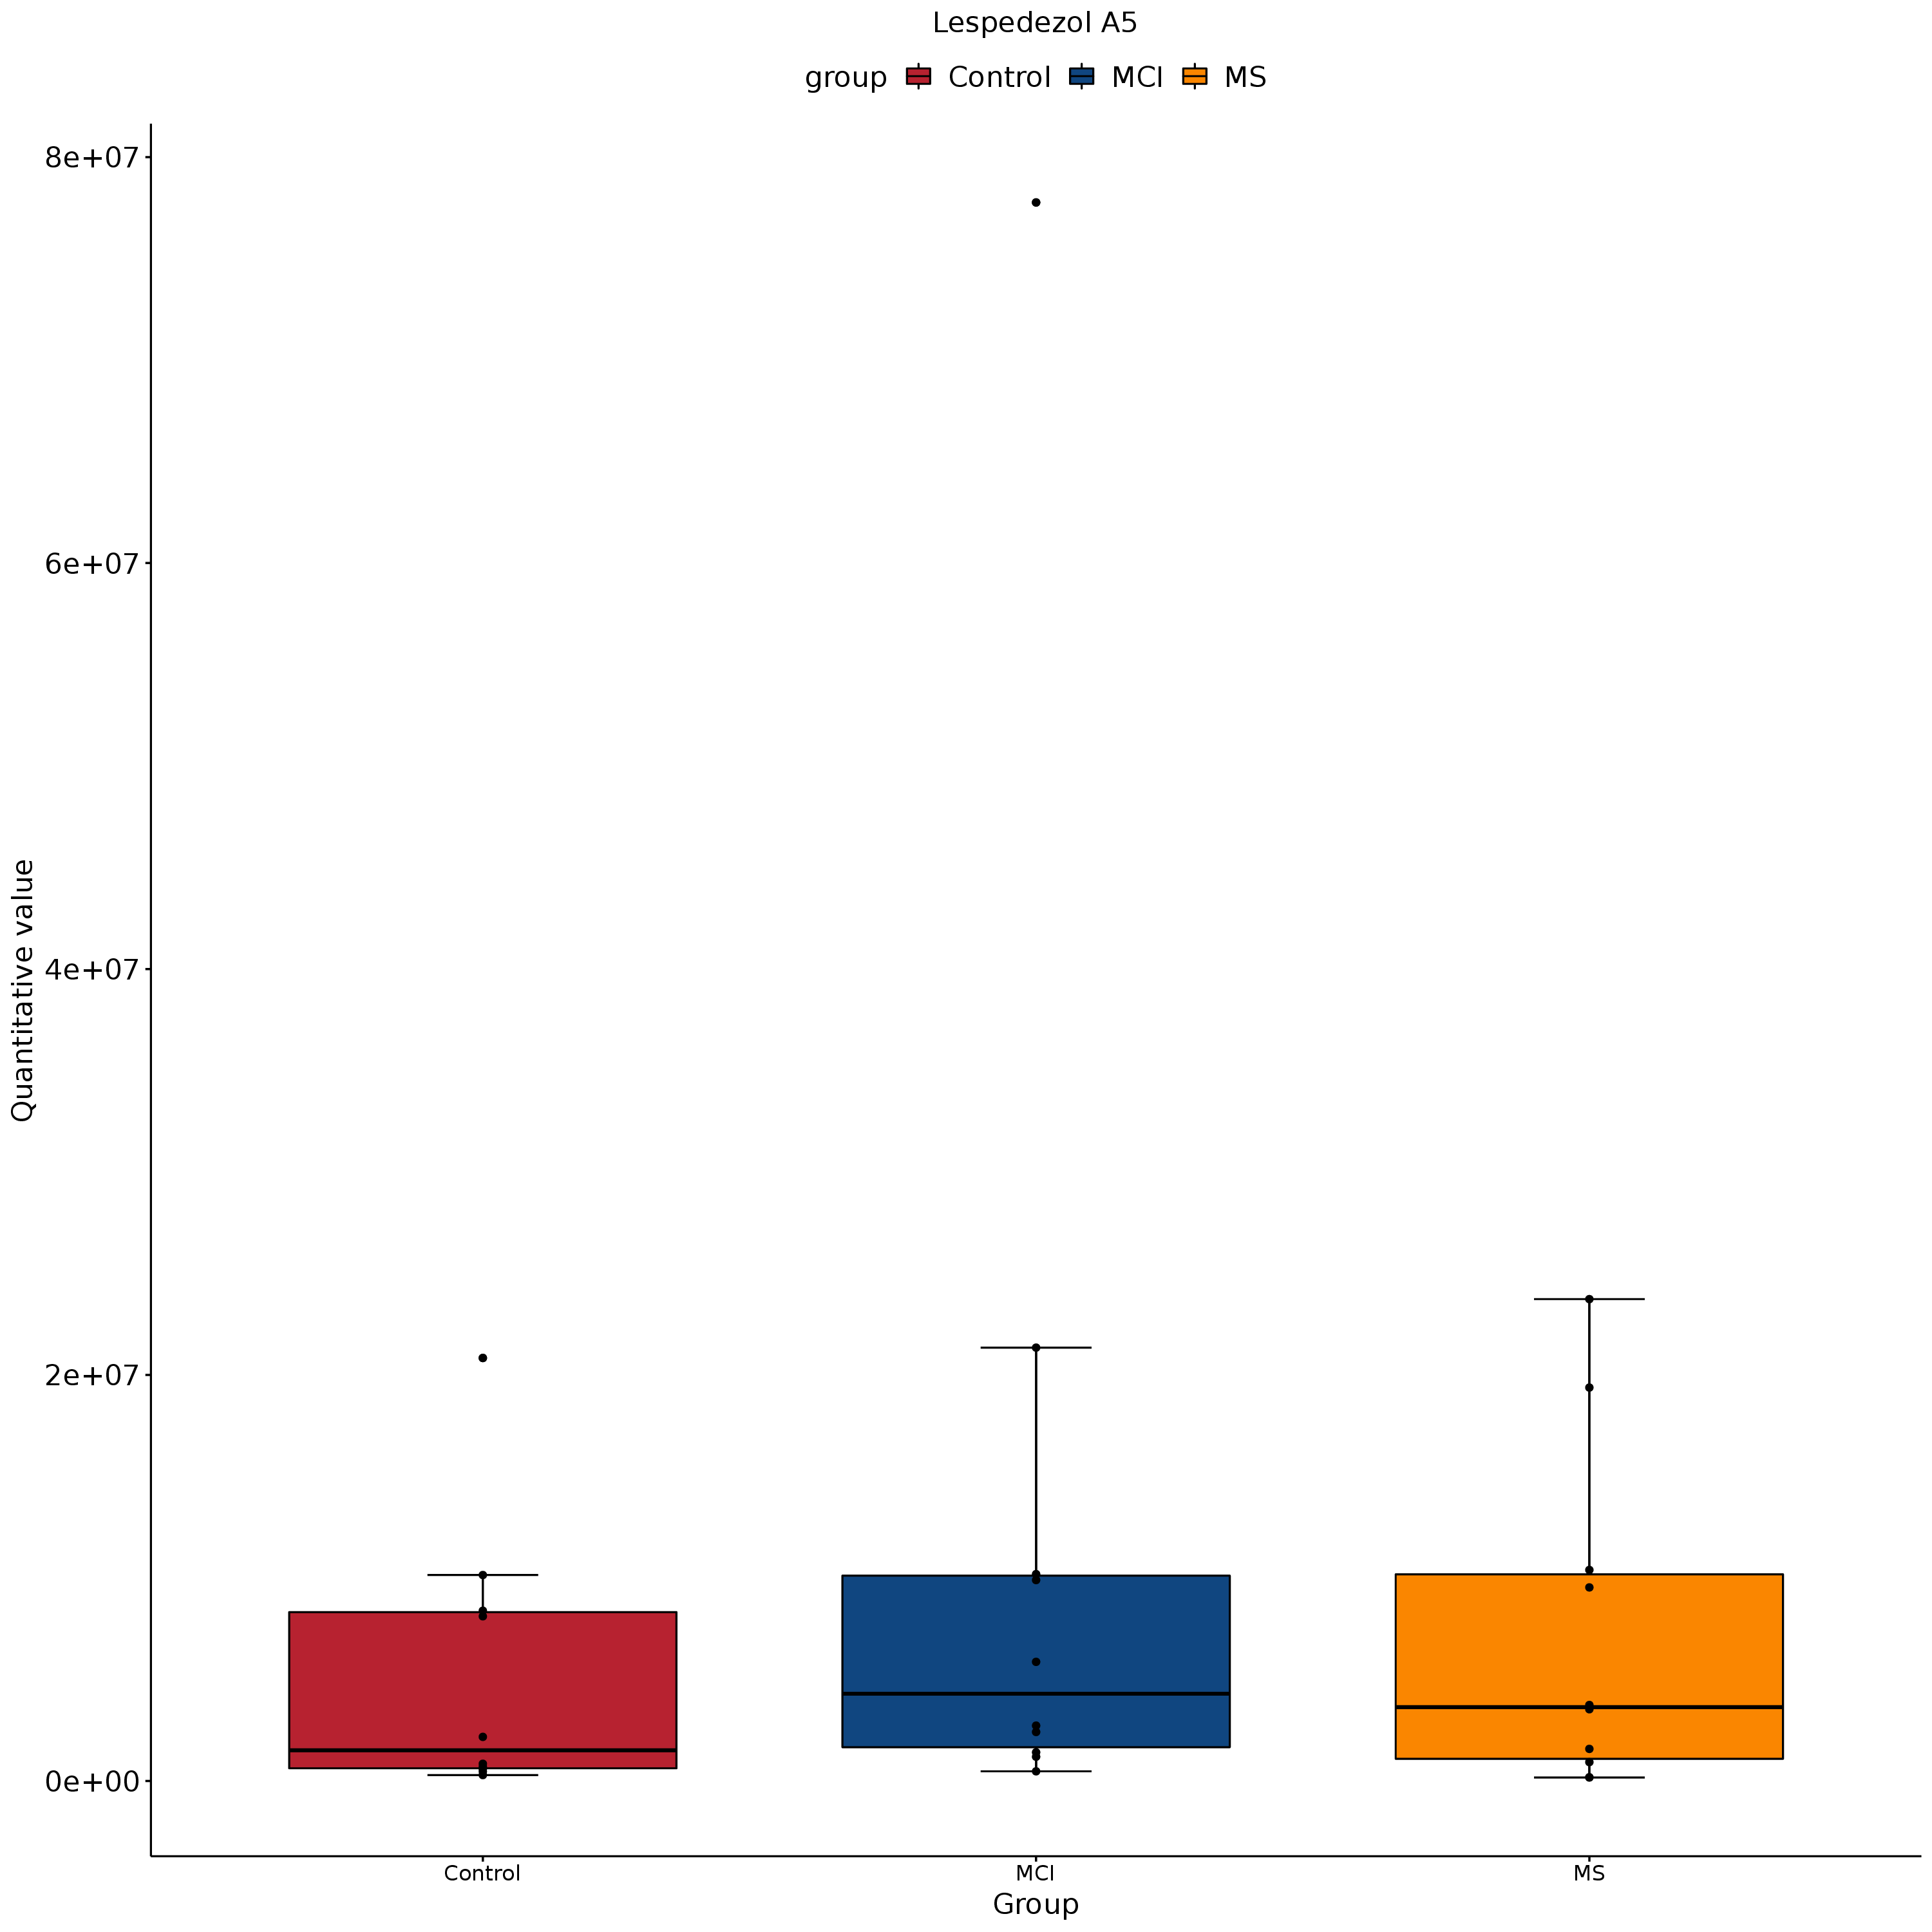 Lespedezol A5
group Control MCI MS
8e+07
6e+07
4e+07
2e+07
0e+00
Quantitative value
Control MCI MS
Group